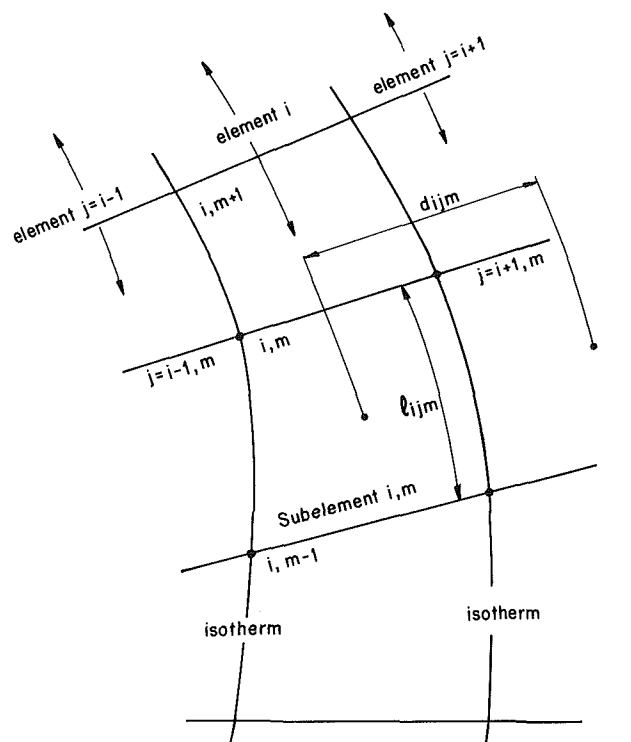 element j=i+1
element i
element j=i-1
i,m+1
dijm
j=i+1,m
i,m
j=i-1,m
ℓijm
Subelement i,m
i, m-1
isotherm
isotherm